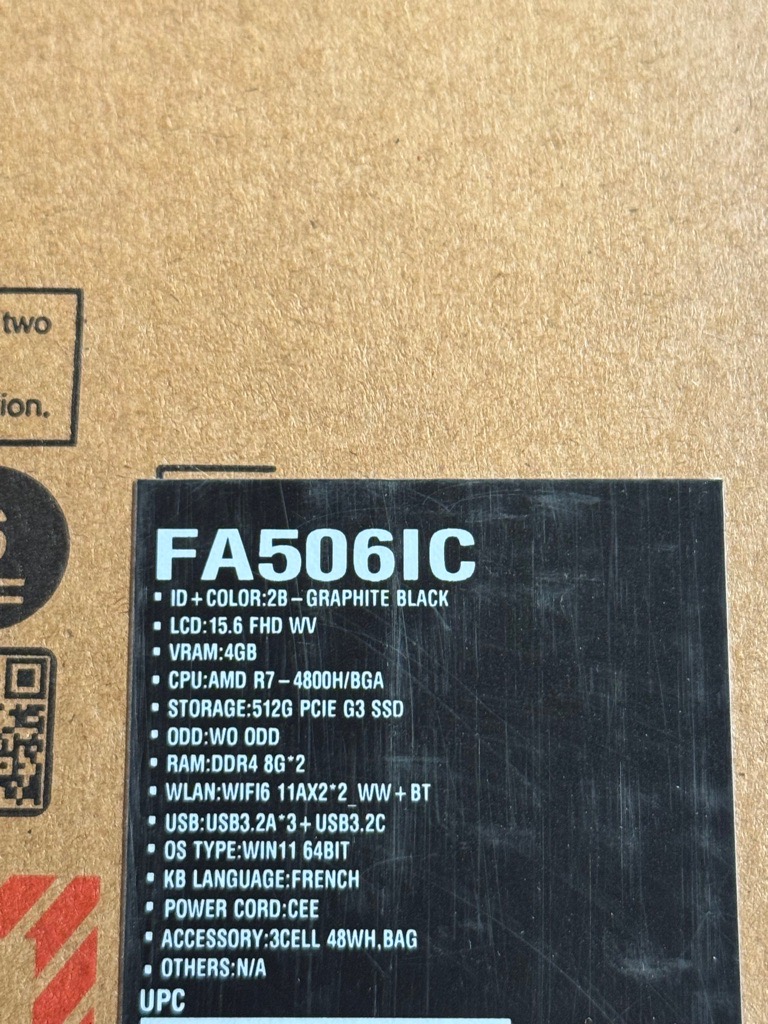 two
ion.
FA506IC
▪ ID+COLOR:2B-GRAPHITE BLACK
▪ LCD:15.6 FHD WV
▪ VRAM:4GB
▪ CPU:AMD R7-4800H/BGA
▪ STORAGE:512G PCIE G3 SSD
▪ ODD:WO ODD
▪ RAM:DDR4 8G*2
▪ WLAN:WIFI6 11AX2*2_WW+BT
▪ USB:USB3.2A*3+USB3.2C
▪ OS TYPE:WIN11 64BIT
▪ KB LANGUAGE:FRENCH
▪ POWER CORD:CEE
▪ ACCESSORY:3CELL 48WH,BAG
▪ OTHERS:N/A
UPC